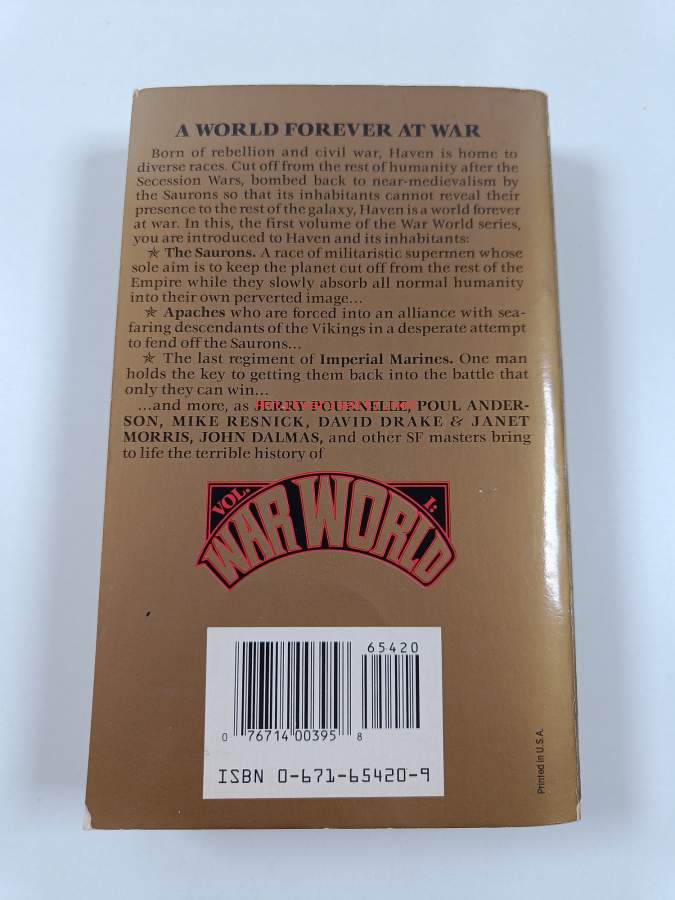 A WORLD FOREVER AT WAR
Born of rebellion and civil war, Haven is home to
diverse races. Cut off from the rest of humanity after the
Secession Wars, bombed back to near-medievalism by
the Saurons so that its inhabitants cannot reveal their
presence to the rest of the galaxy, Haven is a world forever
at war. In this, the first volume of the War World series,
you are introduced to Haven and its inhabitants:
✯ The Saurons. A race of militaristic supermen whose
sole aim is to keep the planet cut off from the rest of the
Empire while they slowly absorb all normal humanity
into their own perverted image...
✯ Apaches who are forced into an alliance with sea-
faring descendants of the Vikings in a desperate attempt
to fend off the Saurons...
✯ The last regiment of Imperial Marines. One man
holds the key to getting them back into the battle that
only they can win...
...and more, as JERRY POURNELLE, POUL ANDER-
SON, MIKE RESNICK, DAVID DRAKE & JANET
MORRIS, JOHN DALMAS, and other SF masters bring
to life the terrible history of
VOL. I:
WAR WORLD
65420
0 76714 00395 8
ISBN 0-671-65420-9
Printed in U.S.A.